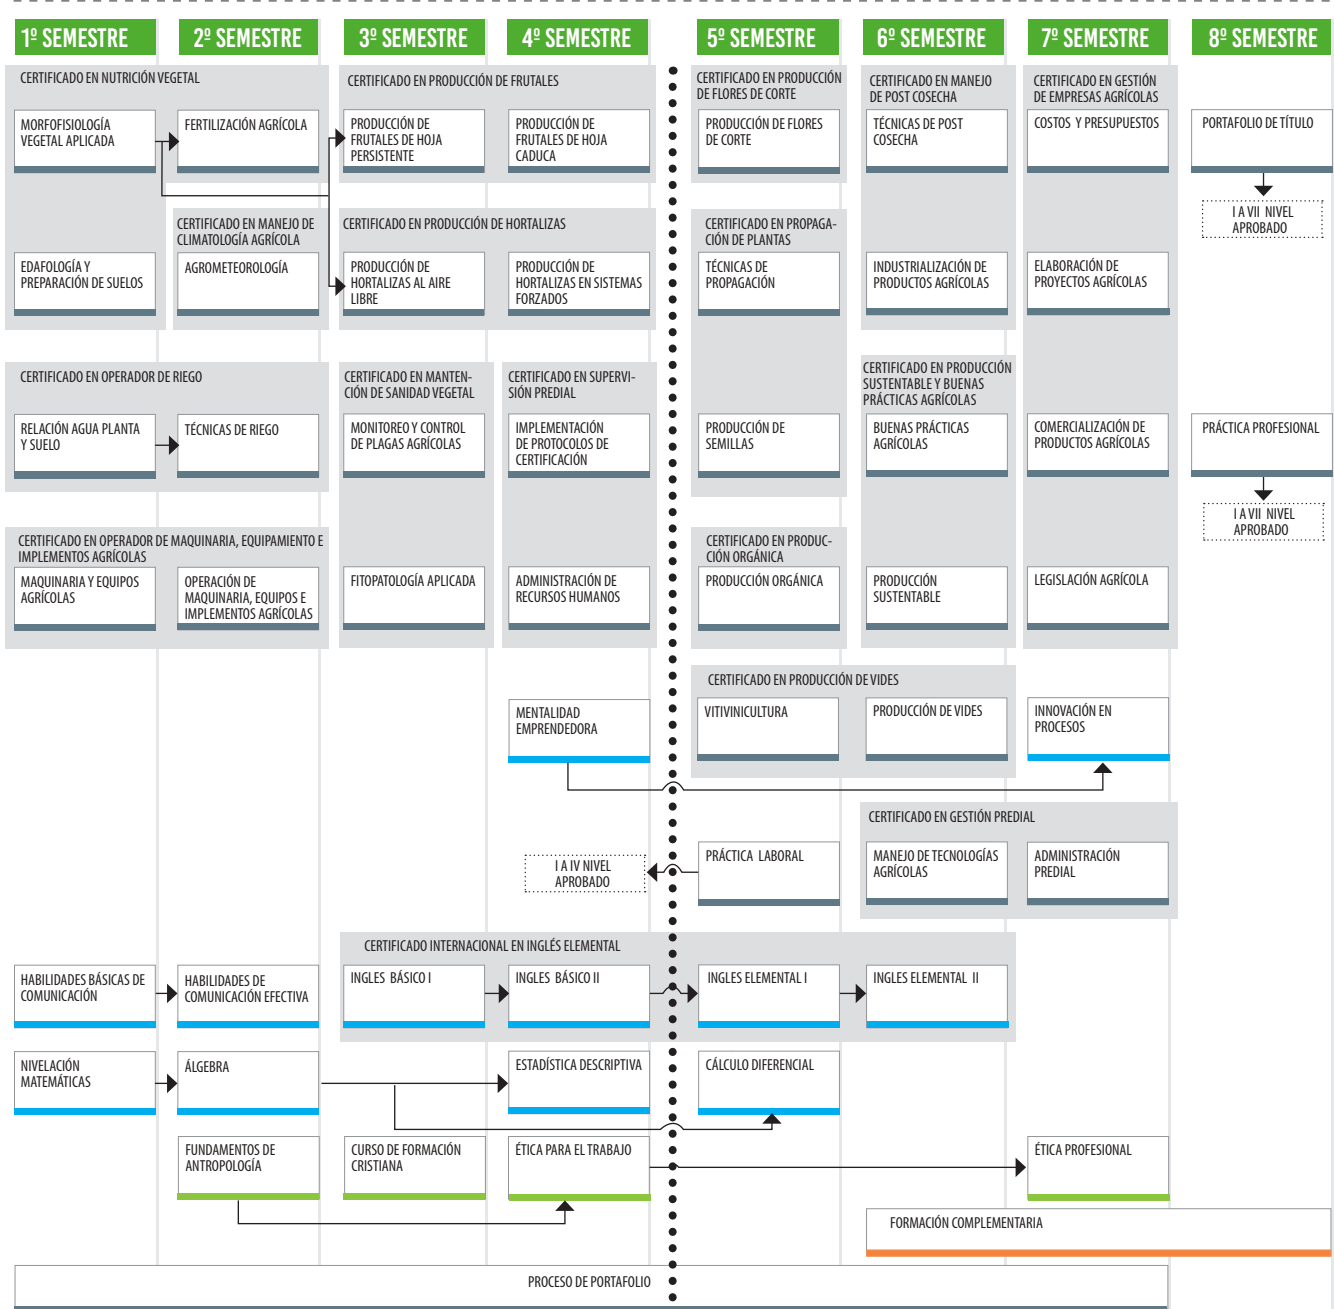 1º SEMESTRE
2º SEMESTRE
3º SEMESTRE
4º SEMESTRE
5º SEMESTRE
6º SEMESTRE
7º SEMESTRE
8º SEMESTRE
CERTIFICADO EN NUTRICIÓN VEGETAL
CERTIFICADO EN PRODUCCIÓN DE FRUTALES
CERTIFICADO EN PRODUCCIÓN
DE FLORES DE CORTE
CERTIFICADO EN MANEJO
DE POST COSECHA
CERTIFICADO EN GESTIÓN
DE EMPRESAS AGRÍCOLAS
MORFOFISIOLOGÍA
VEGETAL APLICADA
FERTILIZACIÓN AGRÍCOLA
PRODUCCIÓN DE
FRUTALES DE HOJA
PERSISTENTE
PRODUCCIÓN DE
FRUTALES DE HOJA
CADUCA
PRODUCCIÓN DE FLORES
DE CORTE
TÉCNICAS DE POST
COSECHA
COSTOS Y PRESUPUESTOS
PORTAFOLIO DE TÍTULO
I A VII NIVEL
APROBADO
CERTIFICADO EN MANEJO DE
CLIMATOLOGÍA AGRÍCOLA
CERTIFICADO EN PRODUCCIÓN DE HORTALIZAS
CERTIFICADO EN PROPAGA-
CIÓN DE PLANTAS
EDAFOLOGÍA Y
PREPARACIÓN DE SUELOS
AGROMETEOROLOGÍA
PRODUCCIÓN DE
HORTALIZAS AL AIRE
LIBRE
PRODUCCIÓN DE
HORTALIZAS EN SISTEMAS
FORZADOS
TÉCNICAS DE
PROPAGACIÓN
INDUSTRIALIZACIÓN DE
PRODUCTOS AGRÍCOLAS
ELABORACIÓN DE
PROYECTOS AGRÍCOLAS
CERTIFICADO EN OPERADOR DE RIEGO
CERTIFICADO EN MANTEN-
CIÓN DE SANIDAD VEGETAL
CERTIFICADO EN SUPERVI-
SIÓN PREDIAL
CERTIFICADO EN PRODUCCIÓN
SUSTENTABLE Y BUENAS
PRÁCTICAS AGRÍCOLAS
RELACIÓN AGUA PLANTA
Y SUELO
TÉCNICAS DE RIEGO
MONITOREO Y CONTROL
DE PLAGAS AGRÍCOLAS
IMPLEMENTACIÓN
DE PROTOCOLOS DE
CERTIFICACIÓN
PRODUCCIÓN DE
SEMILLAS
BUENAS PRÁCTICAS
AGRÍCOLAS
COMERCIALIZACIÓN DE
PRODUCTOS AGRÍCOLAS
PRÁCTICA PROFESIONAL
I A VII NIVEL
APROBADO
CERTIFICADO EN OPERADOR DE MAQUINARIA, EQUIPAMIENTO E
IMPLEMENTOS AGRÍCOLAS
CERTIFICADO EN PRODUC-
CIÓN ORGÁNICA
MAQUINARIA Y EQUIPOS
AGRÍCOLAS
OPERACIÓN DE
MAQUINARIA, EQUIPOS E
IMPLEMENTOS AGRÍCOLAS
FITOPATOLOGÍA APLICADA
ADMINISTRACIÓN DE
RECURSOS HUMANOS
PRODUCCIÓN ORGÁNICA
PRODUCCIÓN
SUSTENTABLE
LEGISLACIÓN AGRÍCOLA
CERTIFICADO EN PRODUCCIÓN DE VIDES
MENTALIDAD
EMPRENDEDORA
VITIVINICULTURA
PRODUCCIÓN DE VIDES
INNOVACIÓN EN
PROCESOS
CERTIFICADO EN GESTIÓN PREDIAL
I A IV NIVEL
APROBADO
PRÁCTICA LABORAL
MANEJO DE TECNOLOGÍAS
AGRÍCOLAS
ADMINISTRACIÓN
PREDIAL
CERTIFICADO INTERNACIONAL EN INGLÉS ELEMENTAL
HABILIDADES BÁSICAS DE
COMUNICACIÓN
HABILIDADES DE
COMUNICACIÓN EFECTIVA
INGLES BÁSICO I
INGLES BÁSICO II
INGLES ELEMENTAL I
INGLES ELEMENTAL II
NIVELACIÓN
MATEMÁTICAS
ÁLGEBRA
ESTADÍSTICA DESCRIPTIVA
CÁLCULO DIFERENCIAL
FUNDAMENTOS DE
ANTROPOLOGÍA
CURSO DE FORMACIÓN
CRISTIANA
ÉTICA PARA EL TRABAJO
ÉTICA PROFESIONAL
FORMACIÓN COMPLEMENTARIA
PROCESO DE PORTAFOLIO